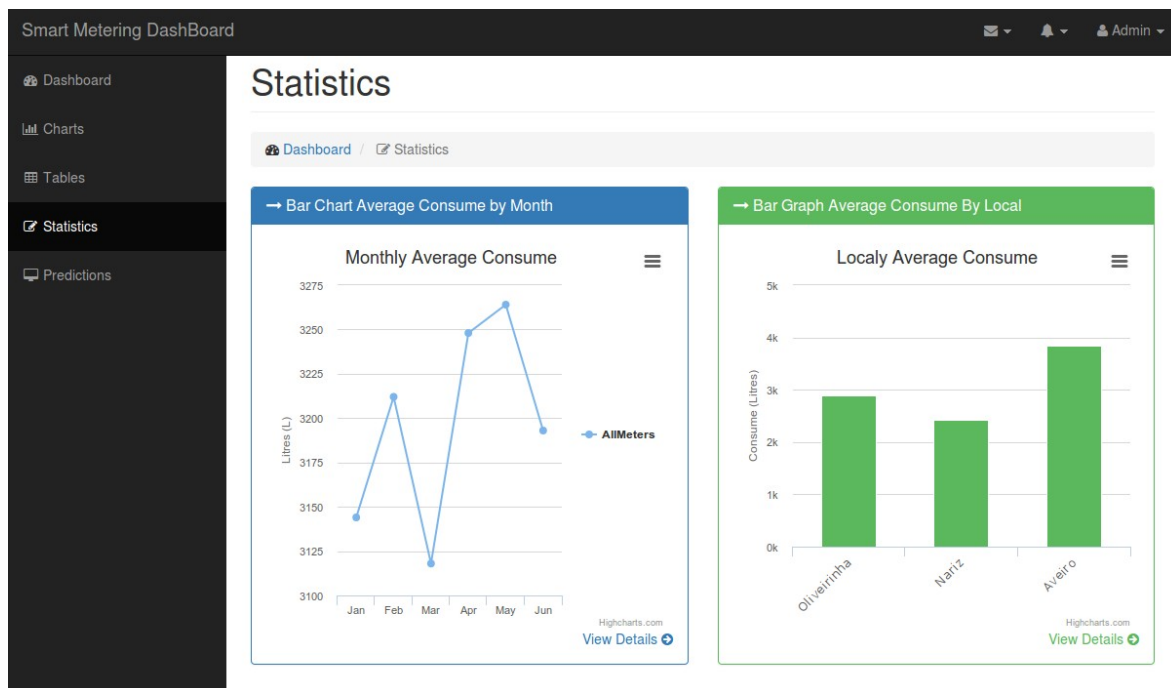 Smart Metering DashBoard
Admin
Dashboard
Charts
Tables
Statistics
Predictions
Statistics
Dashboard / Statistics
Bar Chart Average Consume by Month
Monthly Average Consume
Litres (L)
3275
3250
3225
3200
3175
3150
3125
3100
Jan Feb Mar Apr May Jun
AllMeters
Highcharts.com
View Details
Bar Graph Average Consume By Local
Localy Average Consume
Consume (Litres)
5k
4k
3k
2k
1k
0k
Oliveirinha Nariz Aveiro
Highcharts.com
View Details